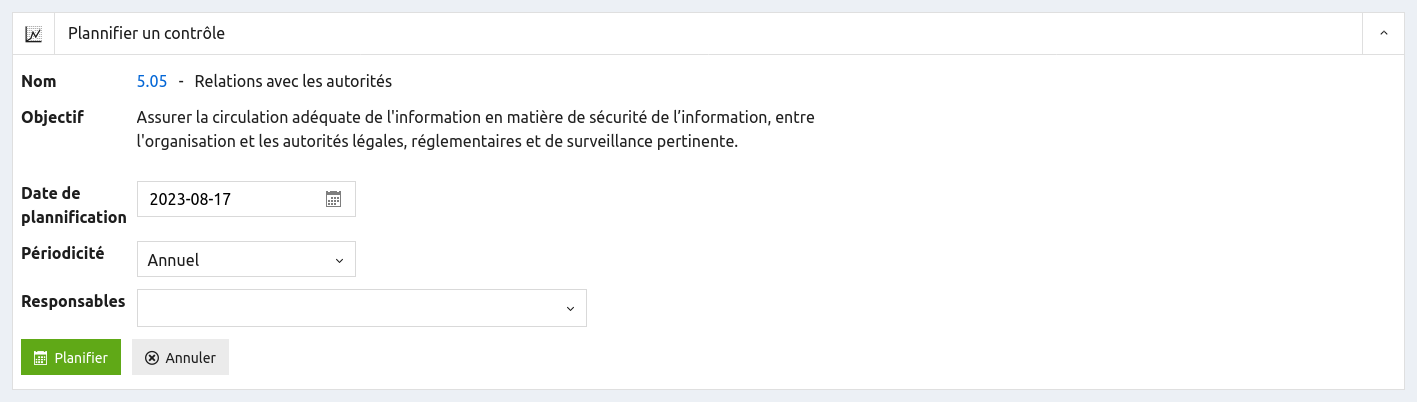 Plannifier un contrôle
Nom 5.05 - Relations avec les autorités
Objectif Assurer la circulation adéquate de l'information en matière de sécurité de l’information, entre
l'organisation et les autorités légales, réglementaires et de surveillance pertinente.
Date de
plannification 2023-08-17
Périodicité Annuel
Responsables
Planifier Annuler